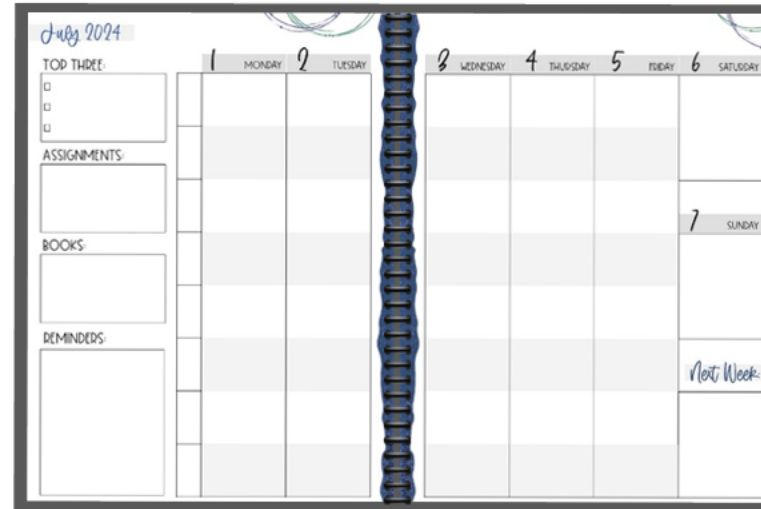 July 2024
TOP THREE:
ASSIGNMENTS:
BOOKS:
REMINDERS:
1 MONDAY
2 TUESDAY
3 WEDNESDAY
4 THURSDAY
5 FRIDAY
6 SATURDAY
7 SUNDAY
Next Week: